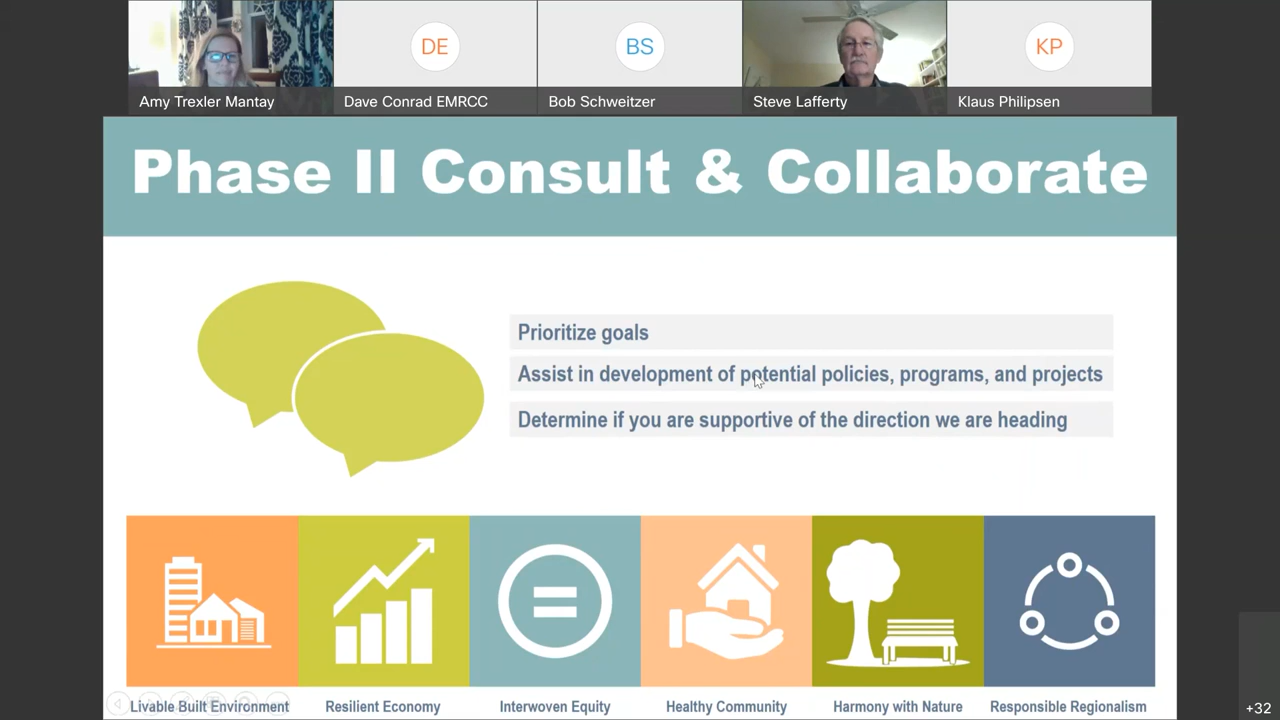 DE
BS
KP
Amy Trexler Mantay
Dave Conrad EMRCC
Bob Schweitzer
Steve Lafferty
Klaus Philipsen
Phase II Consult & Collaborate
Prioritize goals
Assist in development of potential policies, programs, and projects
Determine if you are supportive of the direction we are heading
Livable Built Environment
Resilient Economy
Interwoven Equity
Healthy Community
Harmony with Nature
Responsible Regionalism
+32